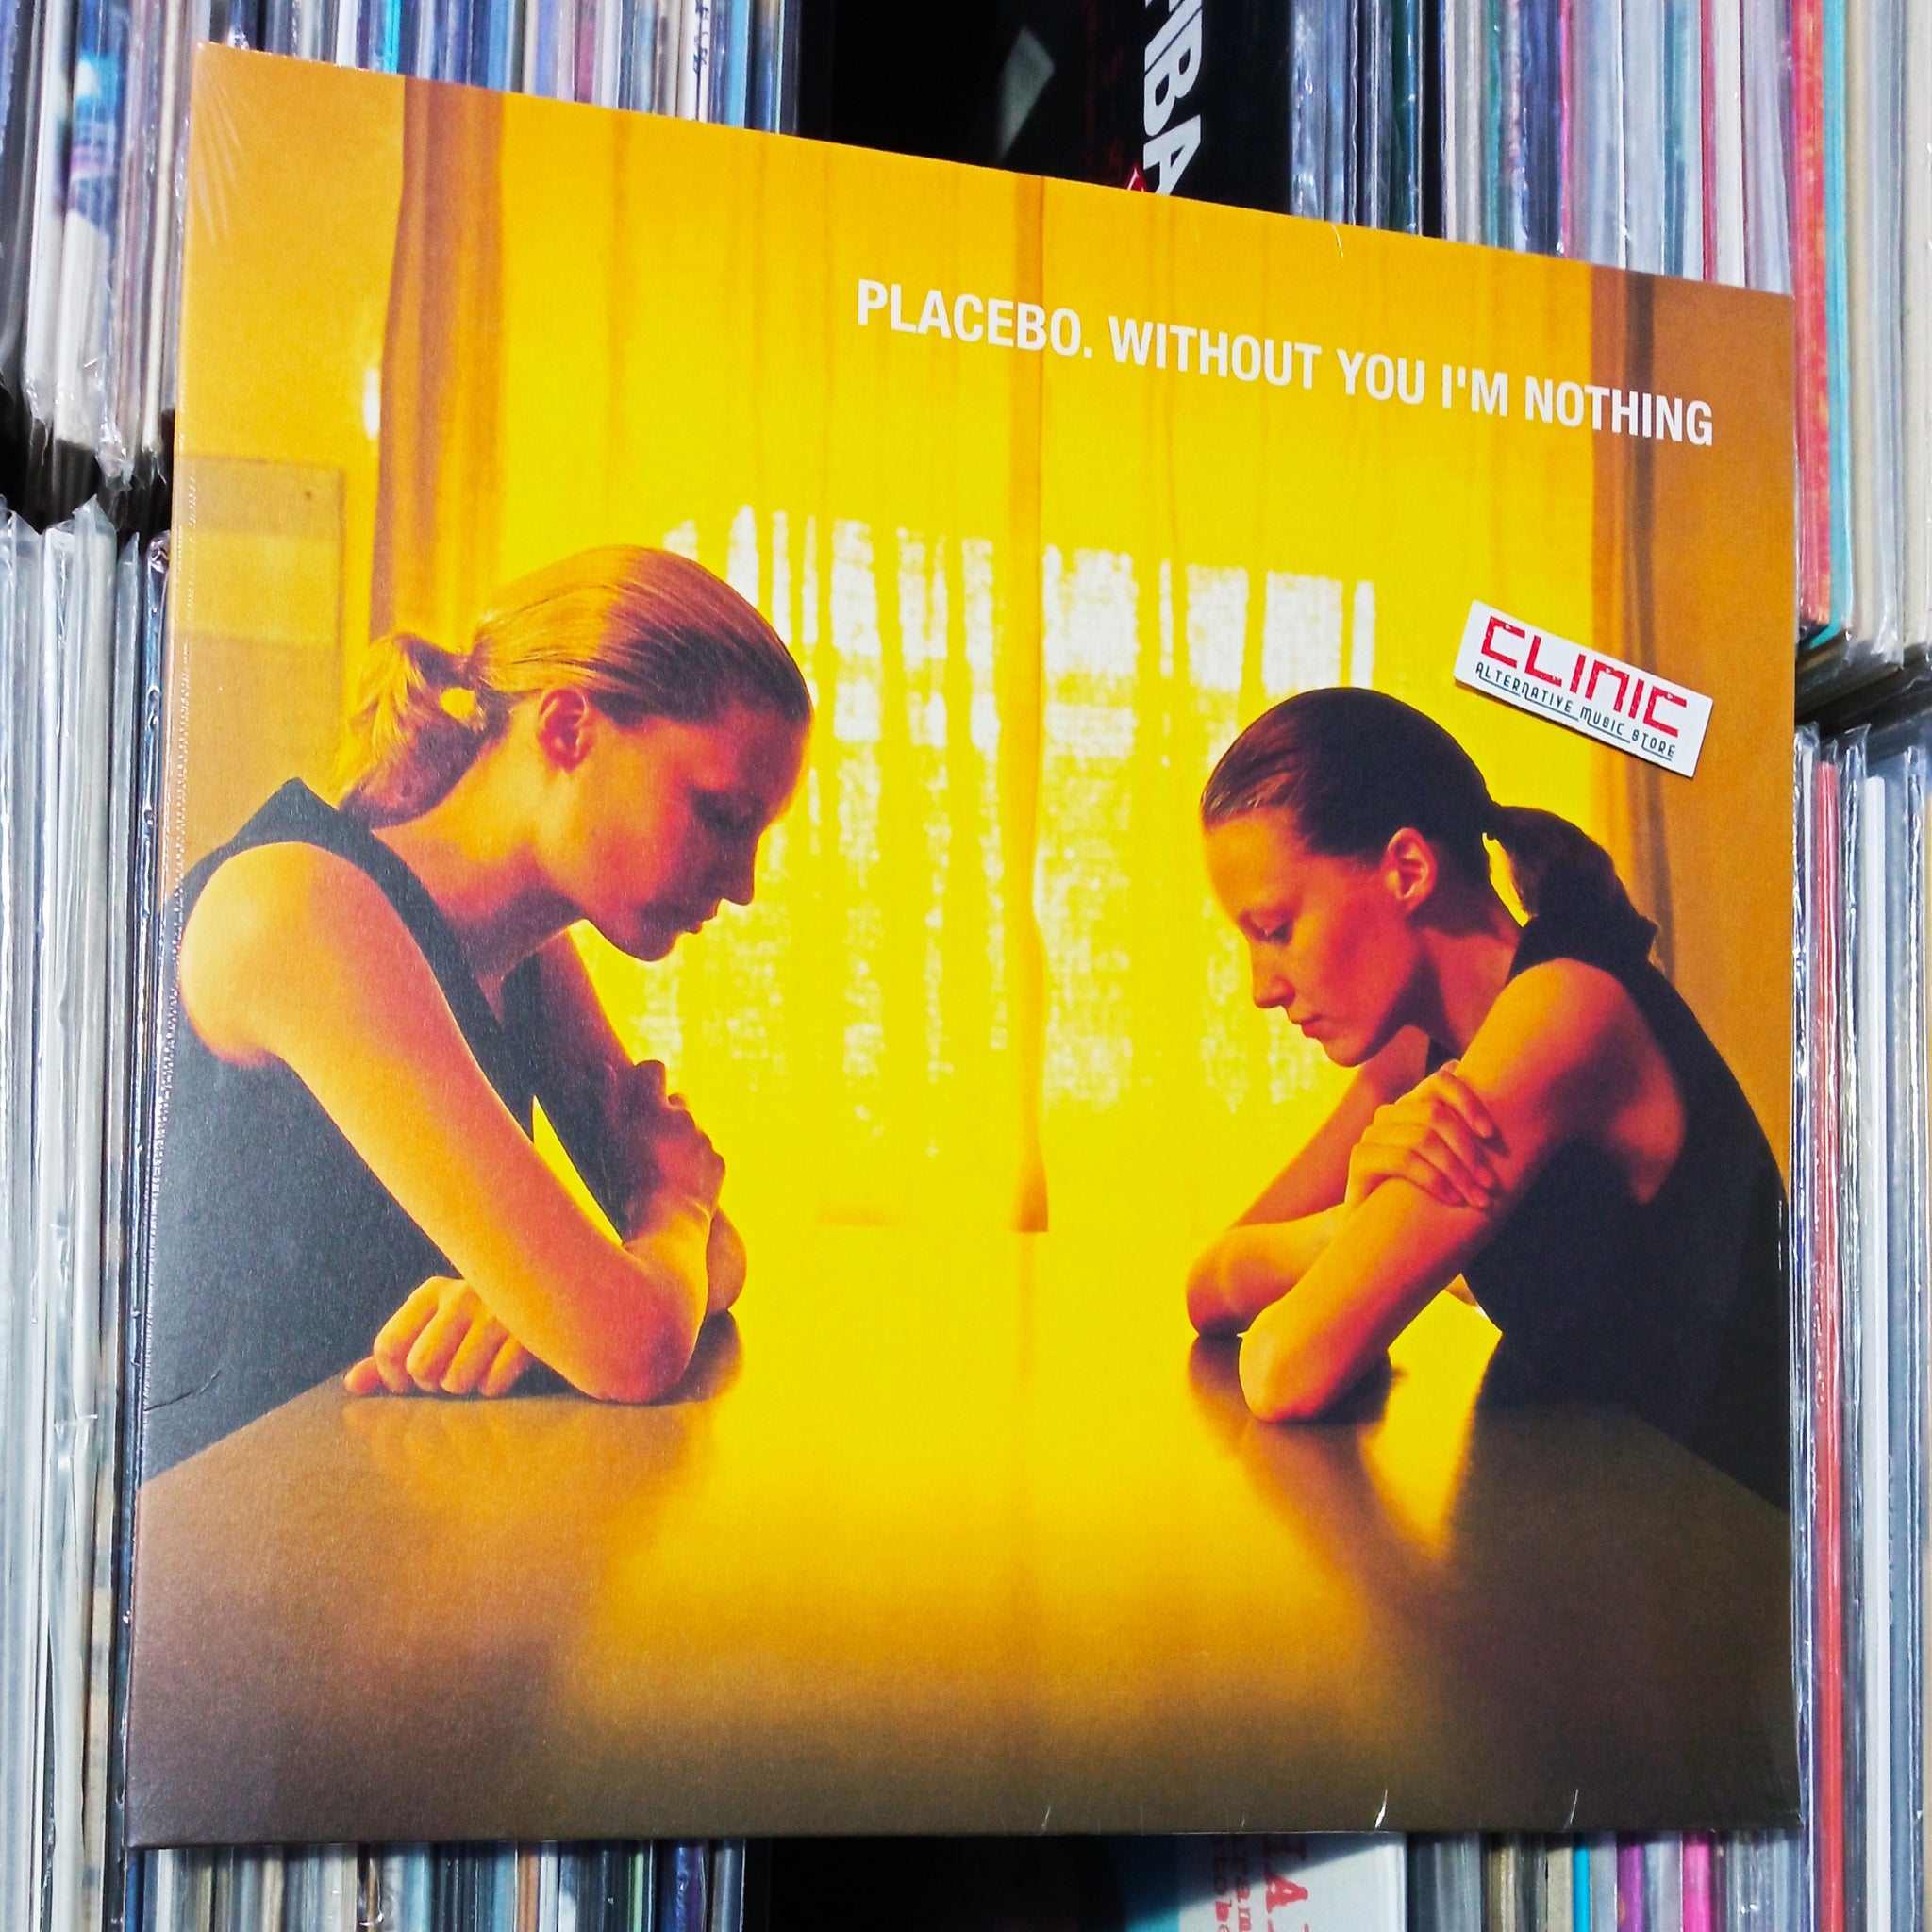 PLACEBO. WITHOUT YOU I'M NOTHING
CLINIC
ALTERNATIVE MUSIC STORE